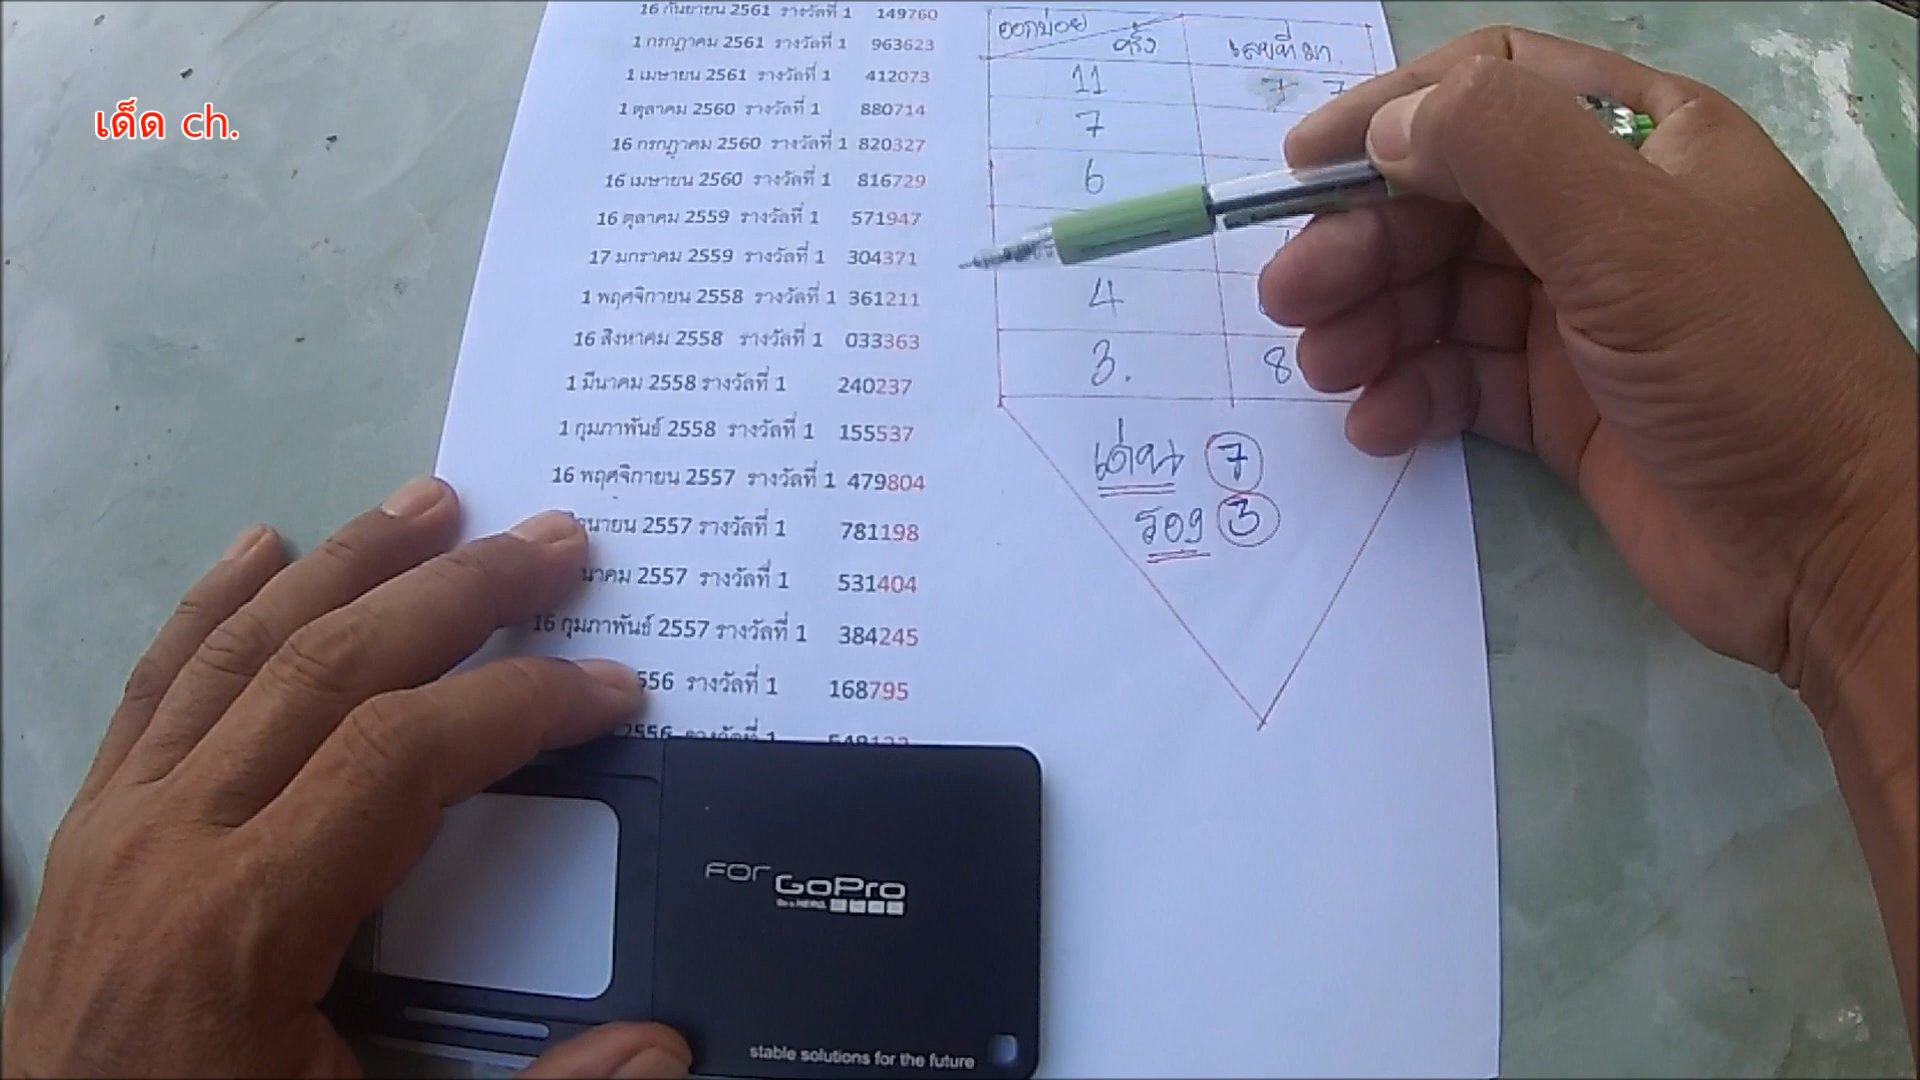 เด็ด ch.
16 กันยายน 2561 รางวัลที่ 1 149760
1 กรกฎาคม 2561 รางวัลที่ 1 963623
1 เมษายน 2561 รางวัลที่ 1 412073
1 ตุลาคม 2560 รางวัลที่ 1 880714
16 กรกฎาคม 2560 รางวัลที่ 1 820327
16 เมษายน 2560 รางวัลที่ 1 816729
16 ตุลาคม 2559 รางวัลที่ 1 571947
17 มกราคม 2559 รางวัลที่ 1 304371
1 พฤศจิกายน 2558 รางวัลที่ 1 361211
16 สิงหาคม 2558 รางวัลที่ 1 033363
1 มีนาคม 2558 รางวัลที่ 1 240237
1 กุมภาพันธ์ 2558 รางวัลที่ 1 155537
16 พฤศจิกายน 2557 รางวัลที่ 1 479804
2557 รางวัลที่ 1 781198
2557 รางวัลที่ 1 531404
16 กุมภาพันธ์ 2557 รางวัลที่ 1 384245
556 รางวัลที่ 1 168795
2556 รางวัลที่ 1
ออกบ่อย
ครั้ง เลขที่มา
11 7 7
7
6
4
3. 8
เด่น 7
รอง 3
FOR GoPro
Be a HERO.
stable solutions for the future